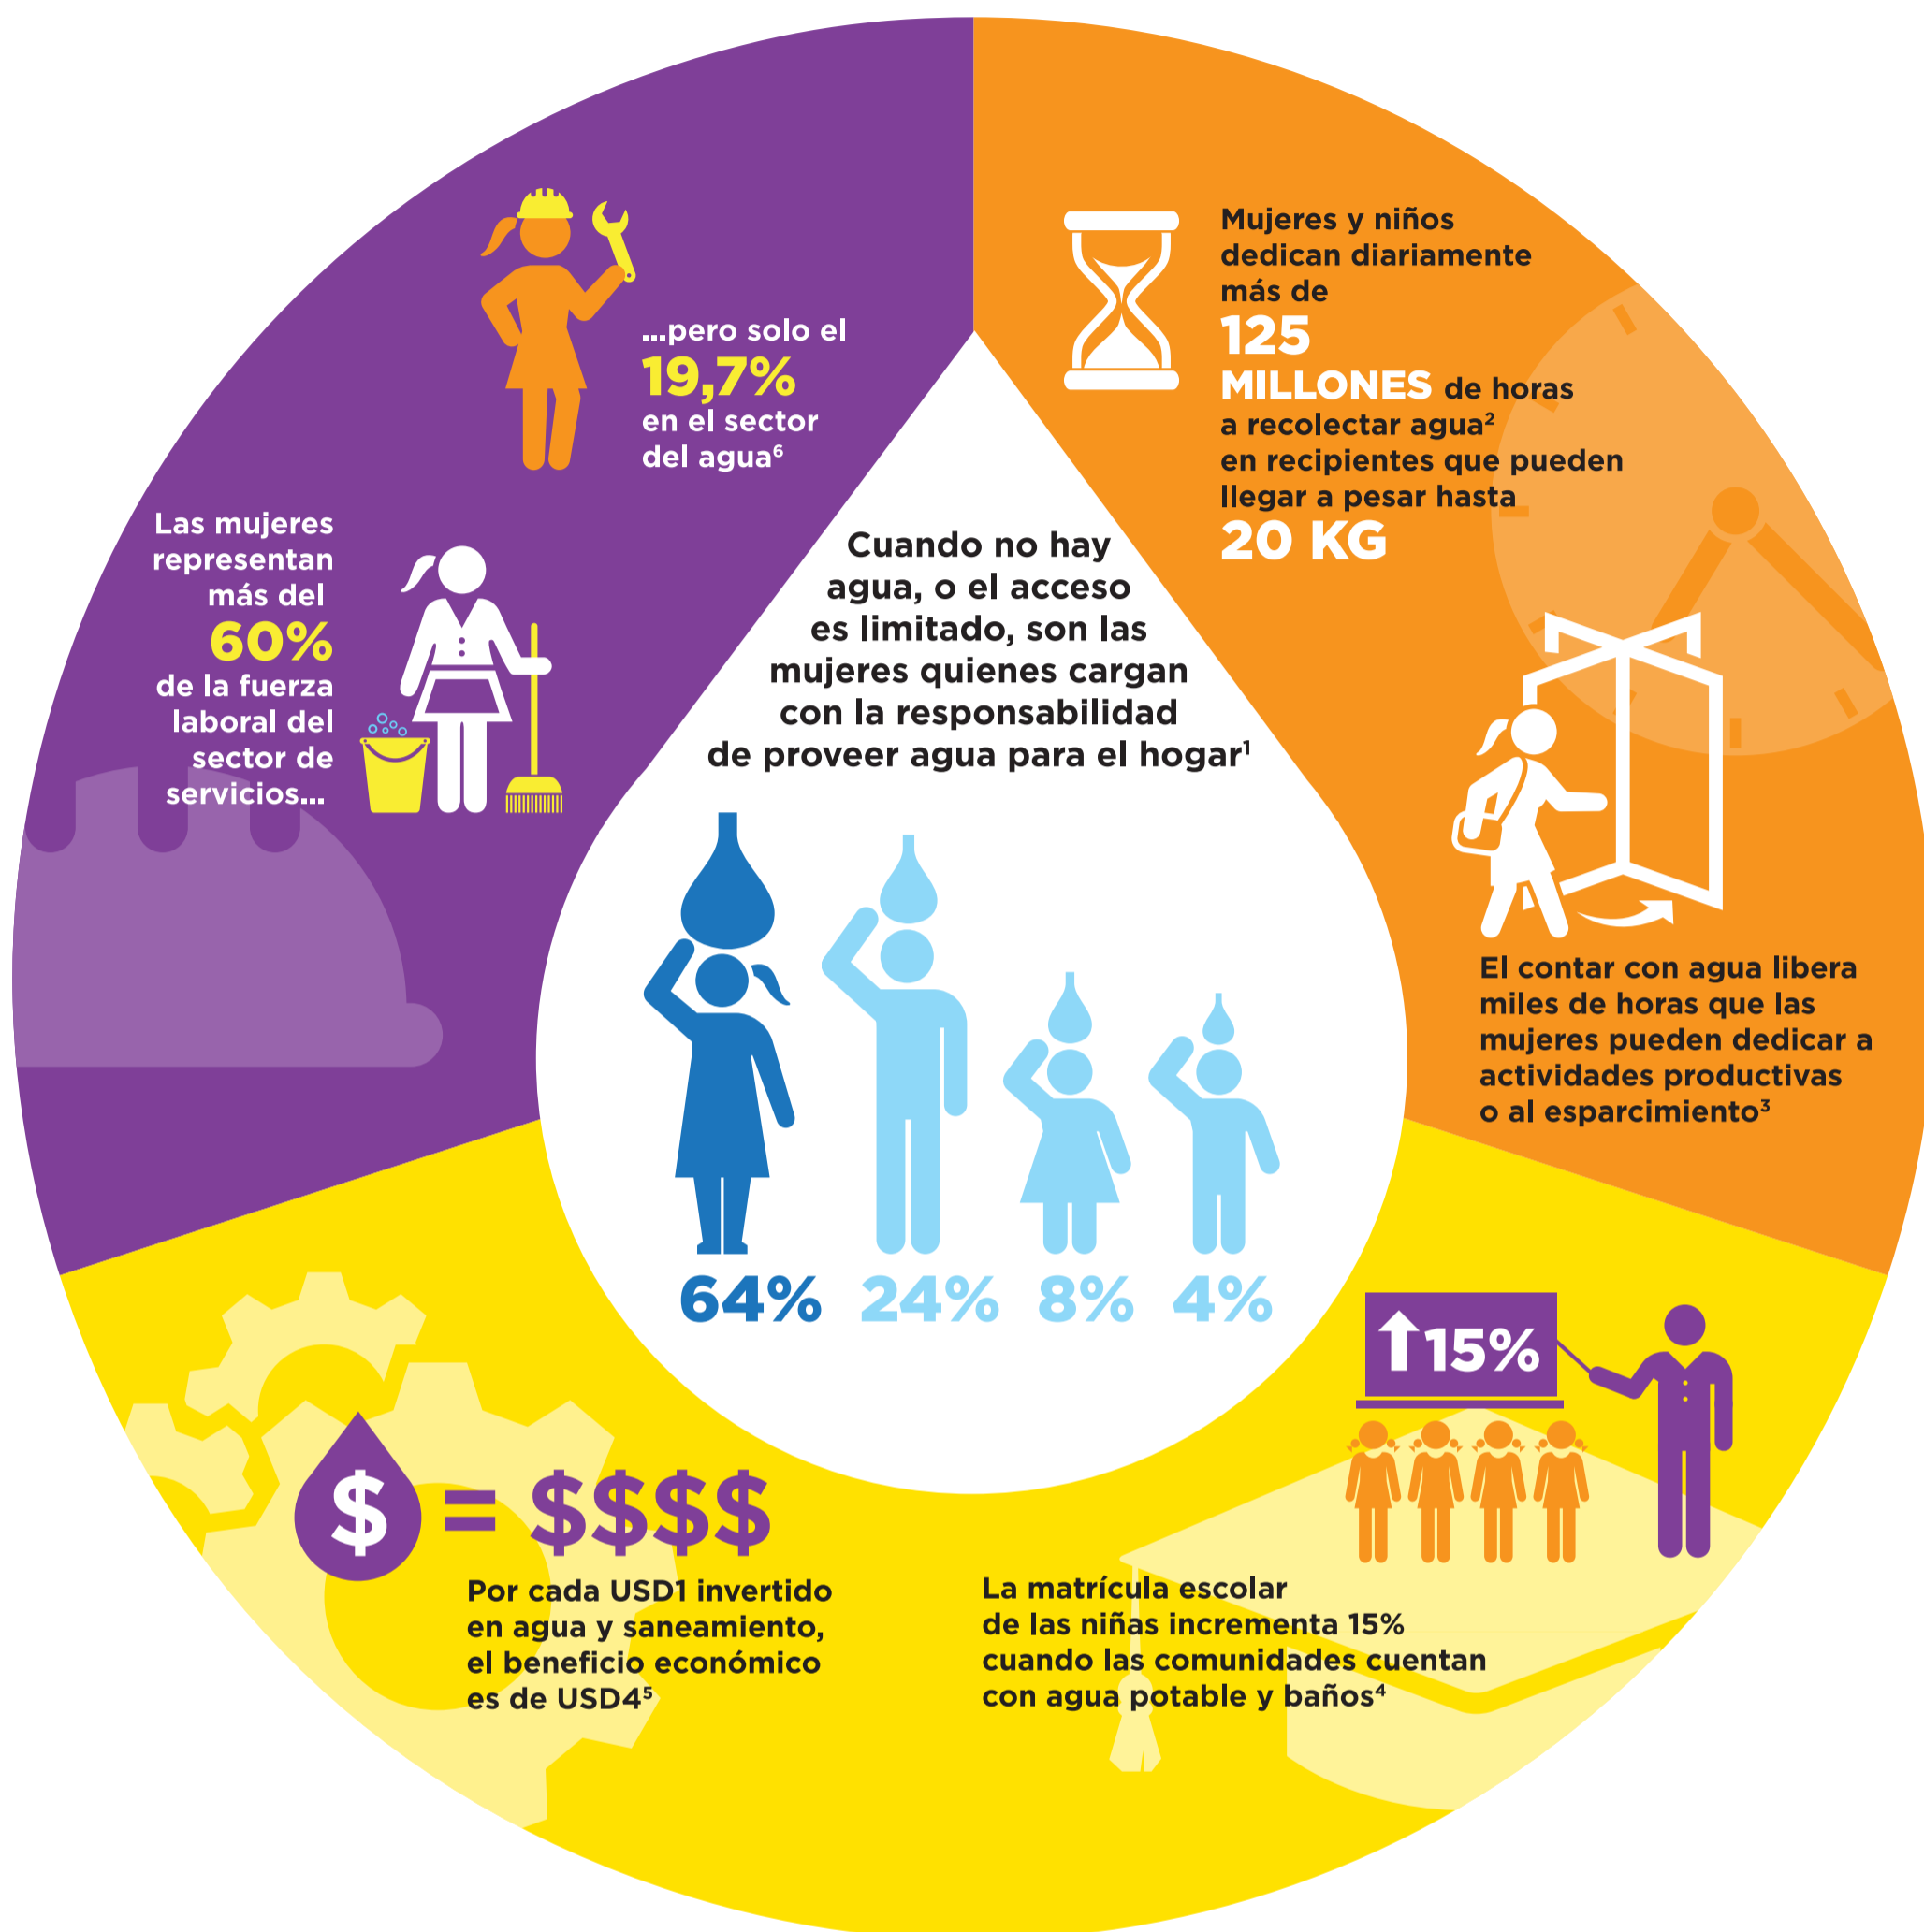 Cuando no hay
agua, o el acceso
es limitado, son las
mujeres quienes cargan
con la responsabilidad
de proveer agua para el hogar¹
64% 24% 8% 4%
Mujeres y niños
dedican diariamente
más de
125
MILLONES de horas
a recolectar agua²
en recipientes que pueden
llegar a pesar hasta
20 KG
El contar con agua libera
miles de horas que las
mujeres pueden dedicar a
actividades productivas
o al esparcimiento³
15%
La matrícula escolar
de las niñas incrementa 15%
cuando las comunidades cuentan
con agua potable y baños⁴
$ = $$$$
Por cada USD1 invertido
en agua y saneamiento,
el beneficio económico
es de USD4⁵
Las mujeres
representan
más del
60%
de la fuerza
laboral del
sector de
servicios...
...pero solo el
19,7%
en el sector
del agua⁶